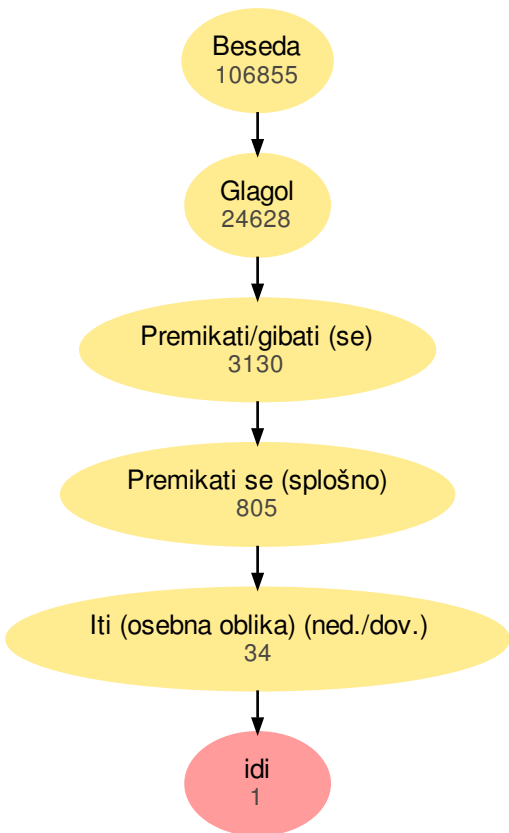 Beseda
106855
Glagol
24628
Premikati/gibati (se)
3130
Premikati se (splošno)
805
Iti (osebna oblika) (ned./dov.)
34
idi
1